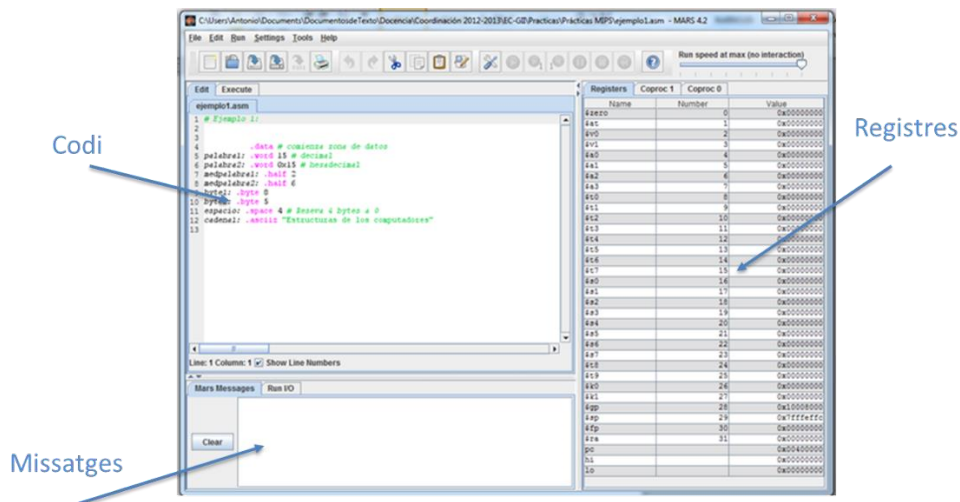 C:\Users\Antonio\Documents\DocumentosdeTexto\Docencia\Coordinación 2012-2013\EC-GII\Practicas\Prácticas MIPS\ejemplo1.asm - MARS 4.2
File Edit Run Settings Tools Help
Run speed at max (no interaction)
Edit Execute
Registers Coproc 1 Coproc 0
ejemplo1.asm
Name Number Value
1 # Ejemplo 1:
2
3
4 .data # comienza zona de datos
5 palabra1: .word 15 # decimal
6 palabra2: .word 0x15 # hexadecimal
7 medpalabra1: .half 2
8 medpalabra2: .half 6
9 byte1: .byte 8
10 byte2: .byte 5
11 espacio: .space 4 # Reserva 4 bytes a 0
12 cadena1: .asciiz "Estructuras de los computadores"
13
$zero 0 0x00000000
$at 1 0x00000000
$v0 2 0x00000000
$v1 3 0x00000000
$a0 4 0x00000000
$a1 5 0x00000000
$a2 6 0x00000000
$a3 7 0x00000000
$t0 8 0x00000000
$t1 9 0x00000000
$t2 10 0x00000000
$t3 11 0x00000000
$t4 12 0x00000000
$t5 13 0x00000000
$t6 14 0x00000000
$t7 15 0x00000000
$s0 16 0x00000000
$s1 17 0x00000000
$s2 18 0x00000000
$s3 19 0x00000000
$s4 20 0x00000000
$s5 21 0x00000000
$s6 22 0x00000000
$s7 23 0x00000000
$t8 24 0x00000000
$t9 25 0x00000000
$k0 26 0x00000000
$k1 27 0x00000000
$gp 28 0x10008000
$sp 29 0x7fffeffc
$fp 30 0x00000000
$ra 31 0x00000000
pc 0x00400000
hi 0x00000000
lo 0x00000000
Line: 1 Column: 1 Show Line Numbers
Mars Messages Run I/O
Clear
Codi
Registres
Missatges